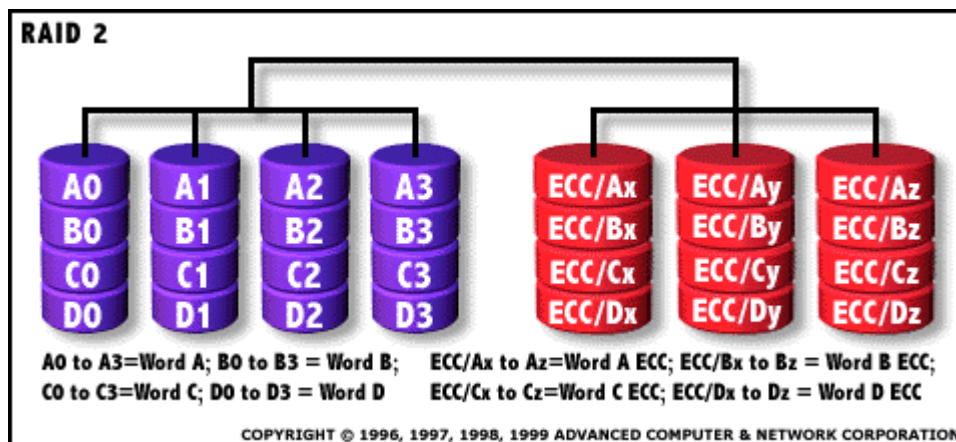 RAID 2
A0 A1 A2 A3 ECC/Ax ECC/Ay ECC/Az
B0 B1 B2 B3 ECC/Bx ECC/By ECC/Bz
C0 C1 C2 C3 ECC/Cx ECC/Cy ECC/Cz
D0 D1 D2 D3 ECC/Dx ECC/Dy ECC/Dz
A0 to A3=Word A; B0 to B3 = Word B; ECC/Ax to Az=Word A ECC; ECC/Bx to Bz = Word B ECC;
C0 to C3=Word C; D0 to D3 = Word D ECC/Cx to Cz=Word C ECC; ECC/Dx to Dz = Word D ECC
COPYRIGHT © 1996, 1997, 1998, 1999 ADVANCED COMPUTER & NETWORK CORPORATION